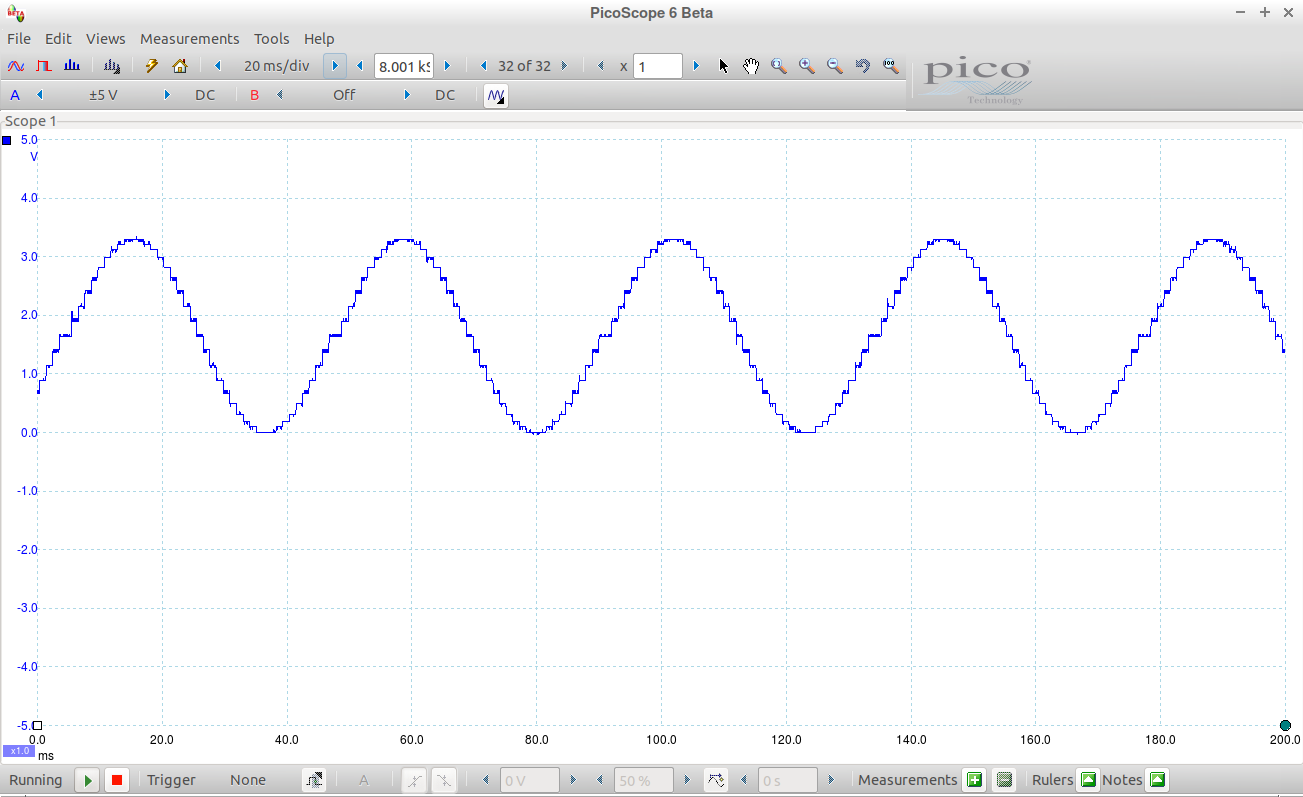 PicoScope 6 Beta
BETA
File Edit Views Measurements Tools Help
20 ms/div 8.001 kS 32 of 32 x 1
pico
Technology
A ±5 V DC B Off DC
Scope 1
5.0
V
4.0
3.0
2.0
1.0
0.0
-1.0
-2.0
-3.0
-4.0
-5.0
0.0 20.0 40.0 60.0 80.0 100.0 120.0 140.0 160.0 180.0 200.0
x1.0 ms
Running Trigger None A 0 V 50 % 0 s Measurements Rulers Notes